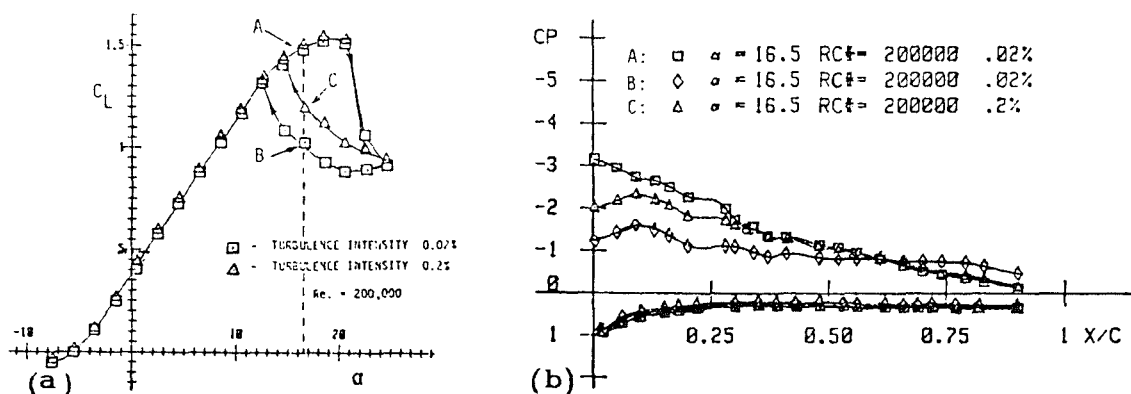 A
1.5
C_L
C
1
B
.5
⊡ - TURBULENCE INTENSITY 0.02%
△ - TURBULENCE INTENSITY 0.2%
Re. = 200,000
-10
10
20
(a)
α
CP
A: □ α = 16.5 RC#= 200000 .02%
B: ◇ α = 16.5 RC#= 200000 .02%
C: △ α = 16.5 RC#= 200000 .2%
-5
-4
-3
-2
-1
0
1
0.25
0.50
0.75
1 X/C
(b)